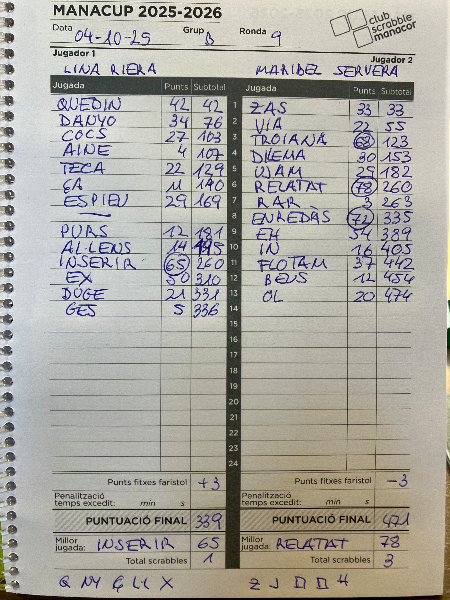 MANACUP 2025-2026
club scrabble manacor
Data 04-10-25 Grup B Ronda 9
Jugador 1 Jugador 2
LINA RIERA MARIBEL SERVERA
Jugada Punts Subtotal Jugada Punts Subtotal
QUEDIN 42 42 1 ZAS 33 33
DANYO 34 76 2 VIA 22 55
COCS 27 103 3 TROIANA 68 123
AINE 4 107 4 DILEMA 30 153
TECA 22 129 5 UJAM 29 182
EA 11 140 6 RELATAT 78 260
ESPIEU 29 169 7 RAR 3 263
— 8 ENREDAS 72 335
PURS 12 181 9 EH 54 389
AL·LENS 14 195 10 IN 16 405
INSERIR 65 260 11 FLOTAM 37 442
EX 50 310 12 BEUS 12 454
DUGE 21 331 13 OL 20 474
GES 5 336 14
15
16
17
18
19
20
21
22
23
24
Punts fitxes faristol +3 Punts fitxes faristol -3
Penalització temps excedit: min s Penalització temps excedit: min s
PUNTUACIÓ FINAL 339 PUNTUACIÓ FINAL 471
Millor jugada: INSERIR 65 Millor jugada: RELATAT 78
Total scrabbles 1 Total scrabbles 3
Q NY Ç L·L X Z J